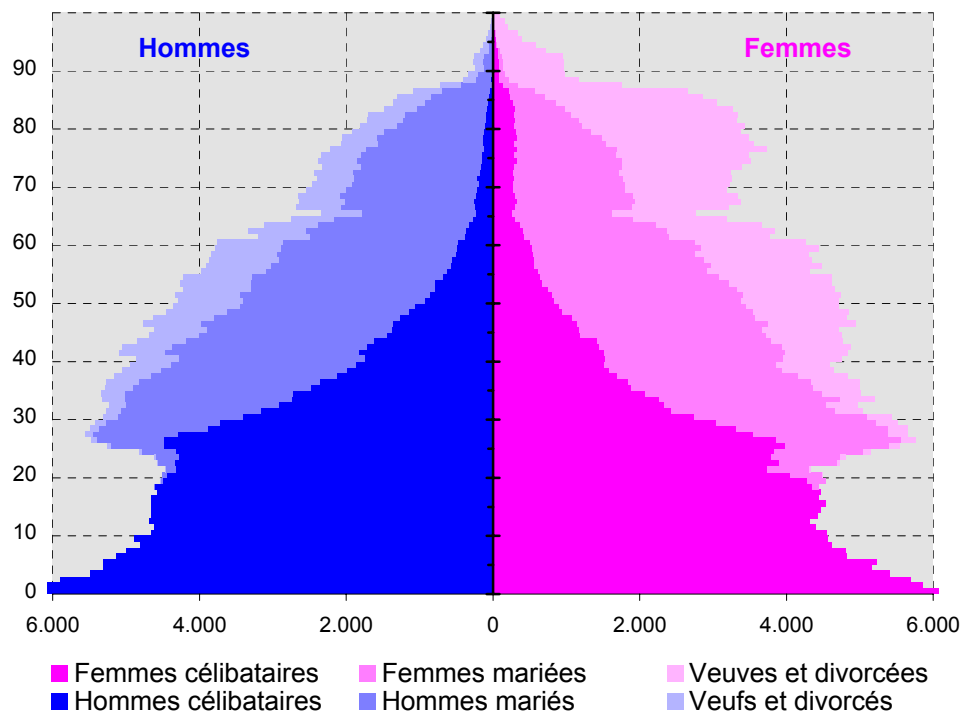 Hommes Femmes
90
80
70
60
50
40
30
20
10
0
6.000 4.000 2.000 0 2.000 4.000 6.000
Femmes célibataires Femmes mariées Veuves et divorcées
Hommes célibataires Hommes mariés Veufs et divorcés